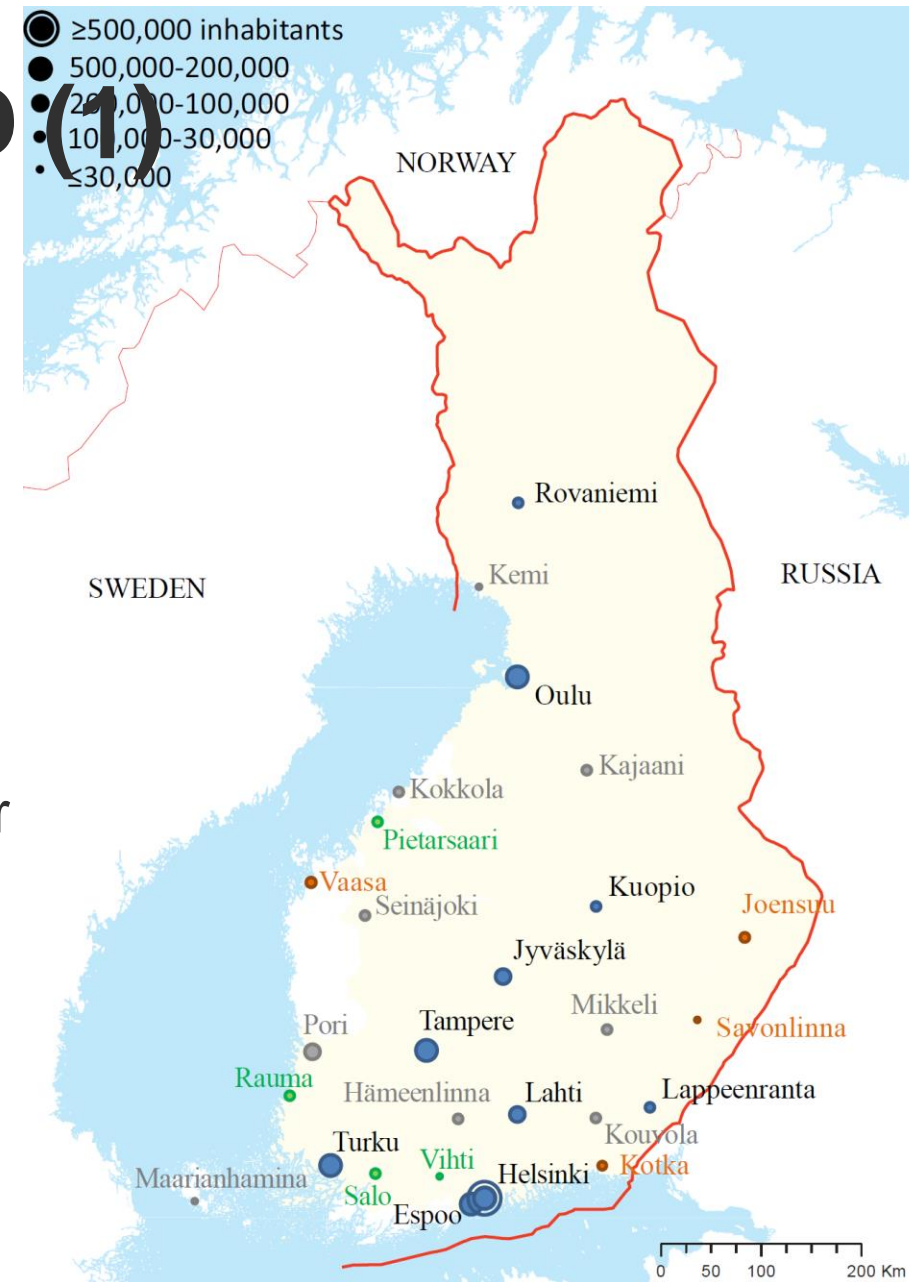 ≥500,000 inhabitants
500,000-200,000
200,000-100,000
100,000-30,000
≤30,000
(1)
NORWAY
Rovaniemi
Kemi
SWEDEN
RUSSIA
Oulu
Kajaani
Kokkola
r
Pietarsaari
Vaasa
Kuopio
Seinäjoki
Joensuu
Jyväskylä
Mikkeli
Savonlinna
Tampere
Pori
Rauma
Hämeenlinna
Lahti
Lappeenranta
Kouvola
Turku
Vihti
Kotka
Maarianhamina
Salo
Helsinki
Espoo
0 50 100 200 Km